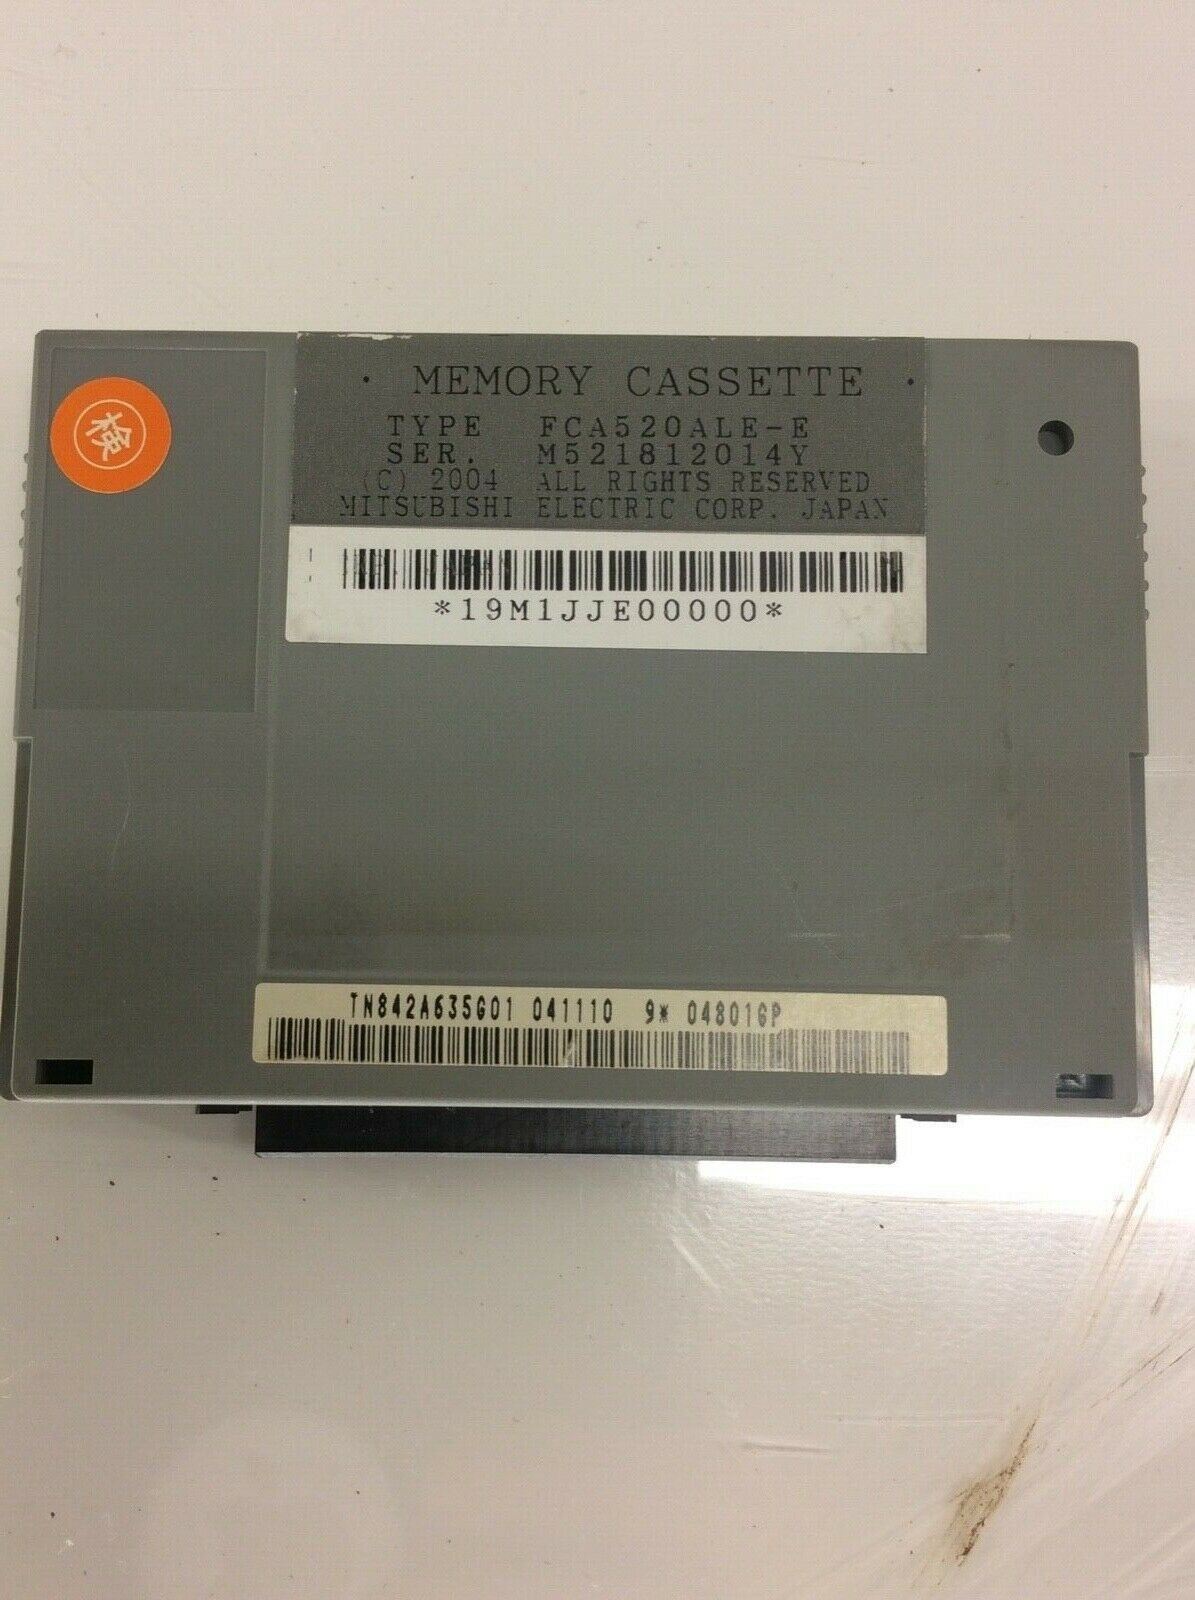 検
· MEMORY CASSETTE ·
TYPE FCA520ALE-E
SER. M521812014Y
(C) 2004 ALL RIGHTS RESERVED
MITSUBISHI ELECTRIC CORP. JAPAN
*19M1JJE00000*
TN842A635G01 041110 9* 048016P